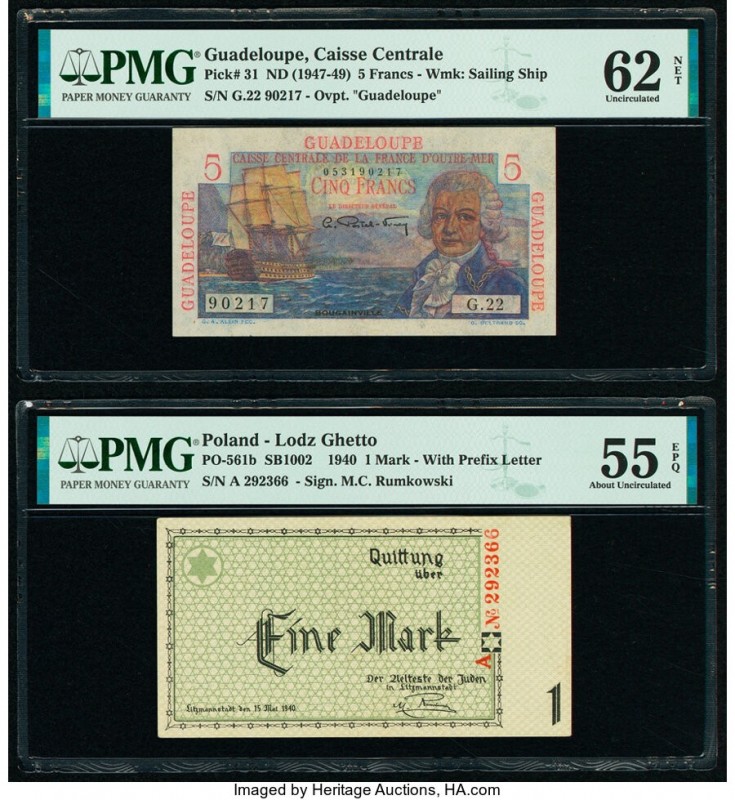 PMG®
PAPER MONEY GUARANTY
Guadeloupe, Caisse Centrale
Pick# 31 ND (1947-49) 5 Francs - Wmk: Sailing Ship
S/N G.22 90217 - Ovpt. "Guadeloupe"
62
Uncirculated
NET
GUADELOUPE
5 CAISSE CENTRALE DE LA FRANCE D'OUTRE-MER 5
053190217
CINQ FRANCS
LE DIRECTEUR GÉNÉRAL
GUADELOUPE
GUADELOUPE
90217
G.22
BOUGAINVILLE
PMG®
PAPER MONEY GUARANTY
Poland - Lodz Ghetto
PO-561b SB1002 1940 1 Mark - With Prefix Letter
S/N A 292366 - Sign. M.C. Rumkowski
55
About Uncirculated
EPQ
Quittung
über
Eine Mark
Der Aelteste der Juden
in Litzmannstadt
Litzmannstadt den 15 Mai 1940
A № 292366
1
Imaged by Heritage Auctions, HA.com